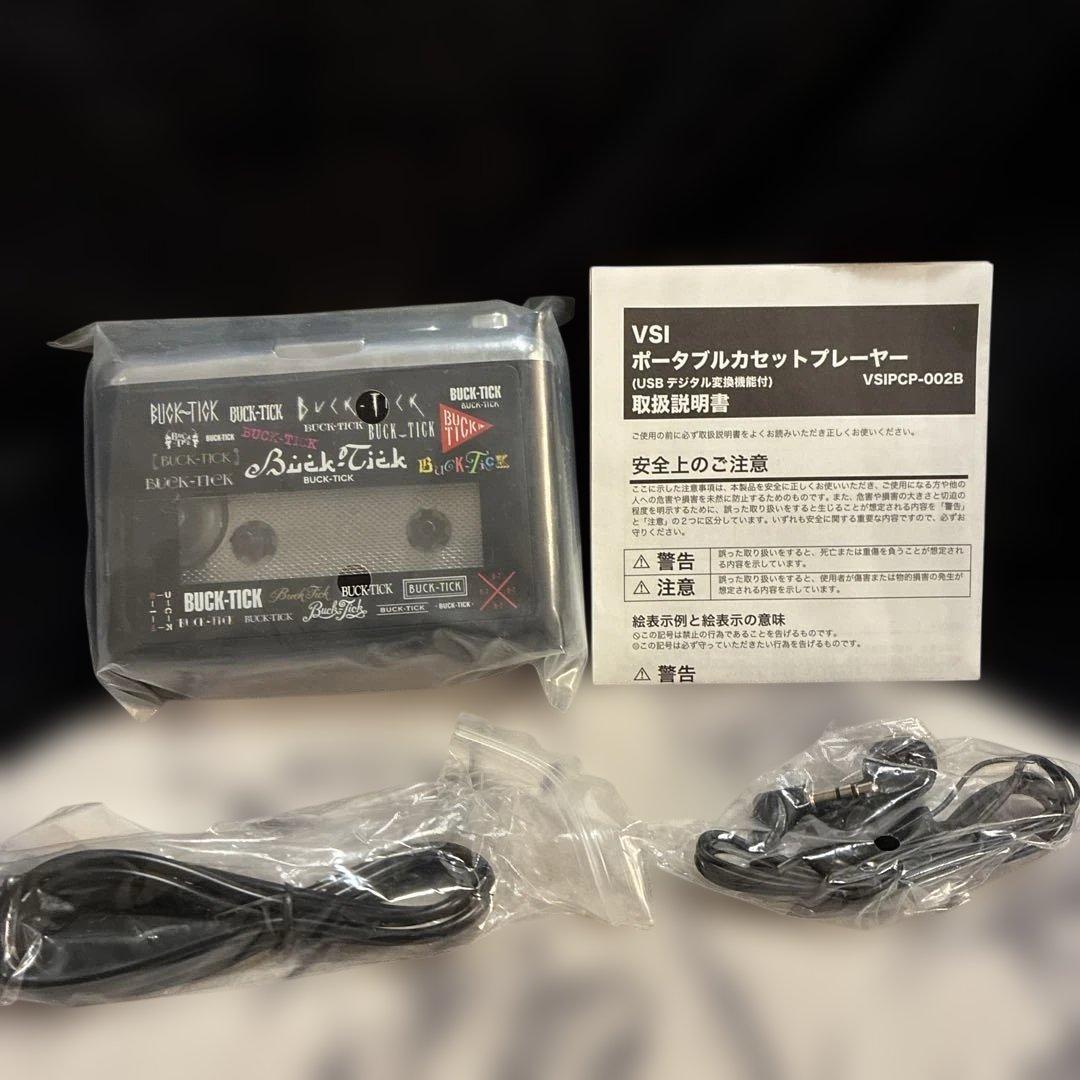 BUCK-TICK
BUCK-TICK
BUCK-TICK
BUCK-TICK
BUCK-TICK
BUCK-TICK
BUCK-TICK
BUCK-TICK
BUCK-TICK
BUCK TICK
[BUCK-TICK]
Buck-Tick
BUCK-TICK
BUCK-TICK
BUCK-TICK
BUCK-TICK
Buck-Tick
BUCK-TICK
BUCK-TICK
BUCK-TICK
BUCK-TICK
Buck-Tick
BUCK-TICK
BUCK-TICK
VSI
ポータブルカセットプレーヤー
(USB デジタル変換機能付) VSIPCP-002B
取扱説明書
ご使用の前に必ず取扱説明書をよくお読みいただき正しくお使いください。
安全上のご注意
ここに示した注意事項は、本製品を安全に正しくお使いいただき、ご使用になる方や他の
人への危害や損害を未然に防止するためのものです。また、危害や損害の大きさと切迫の
程度を明示するために、誤った取り扱いをすると生じることが想定される内容を「警告」
と「注意」の2つに区分しています。いずれも安全に関する重要な内容ですので、必ずお
守りください。
⚠ 警告 誤った取り扱いをすると、死亡または重傷を負うことが想定され
る内容を示しています。
⚠ 注意 誤った取り扱いをすると、使用者が傷害または物的損害の発生が
想定される内容を示しています。
絵表示例と絵表示の意味
🚫この記号は禁止の行為であることを告げるものです。
この記号は必ず守っていただきたい行為を告げるものです。
⚠ 警告